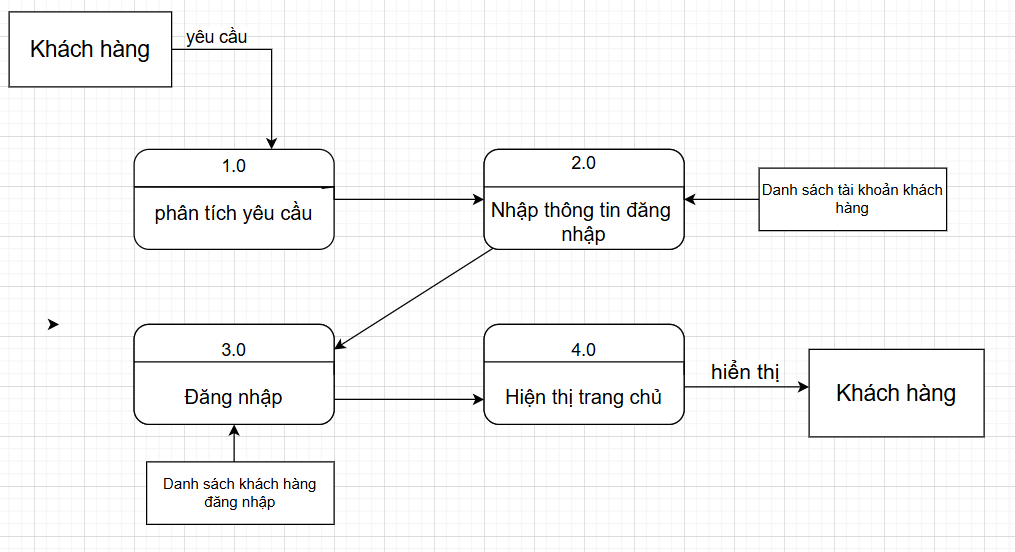 Khách hàng
yêu cầu
1.0
phân tích yêu cầu
2.0
Nhập thông tin đăng
nhập
Danh sách tài khoản khách
hàng
3.0
Đăng nhập
4.0
Hiện thị trang chủ
hiển thị
Khách hàng
Danh sách khách hàng
đăng nhập